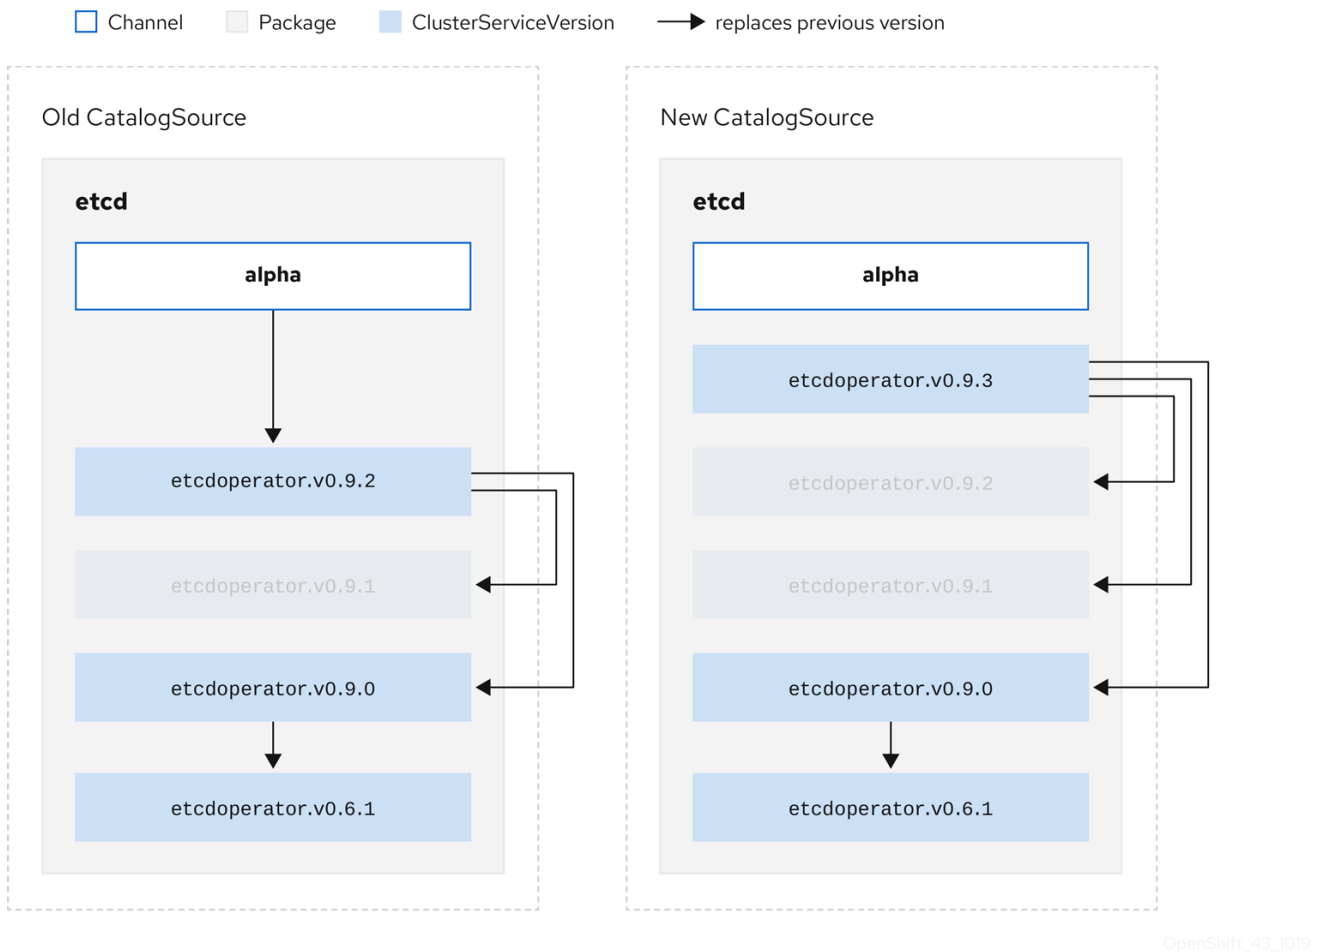 Channel Package ClusterServiceVersion replaces previous version
Old CatalogSource
etcd
alpha
etcdoperator.v0.9.2
etcdoperator.v0.9.1
etcdoperator.v0.9.0
etcdoperator.v0.6.1
New CatalogSource
etcd
alpha
etcdoperator.v0.9.3
etcdoperator.v0.9.2
etcdoperator.v0.9.1
etcdoperator.v0.9.0
etcdoperator.v0.6.1
OpenShift_43_1019